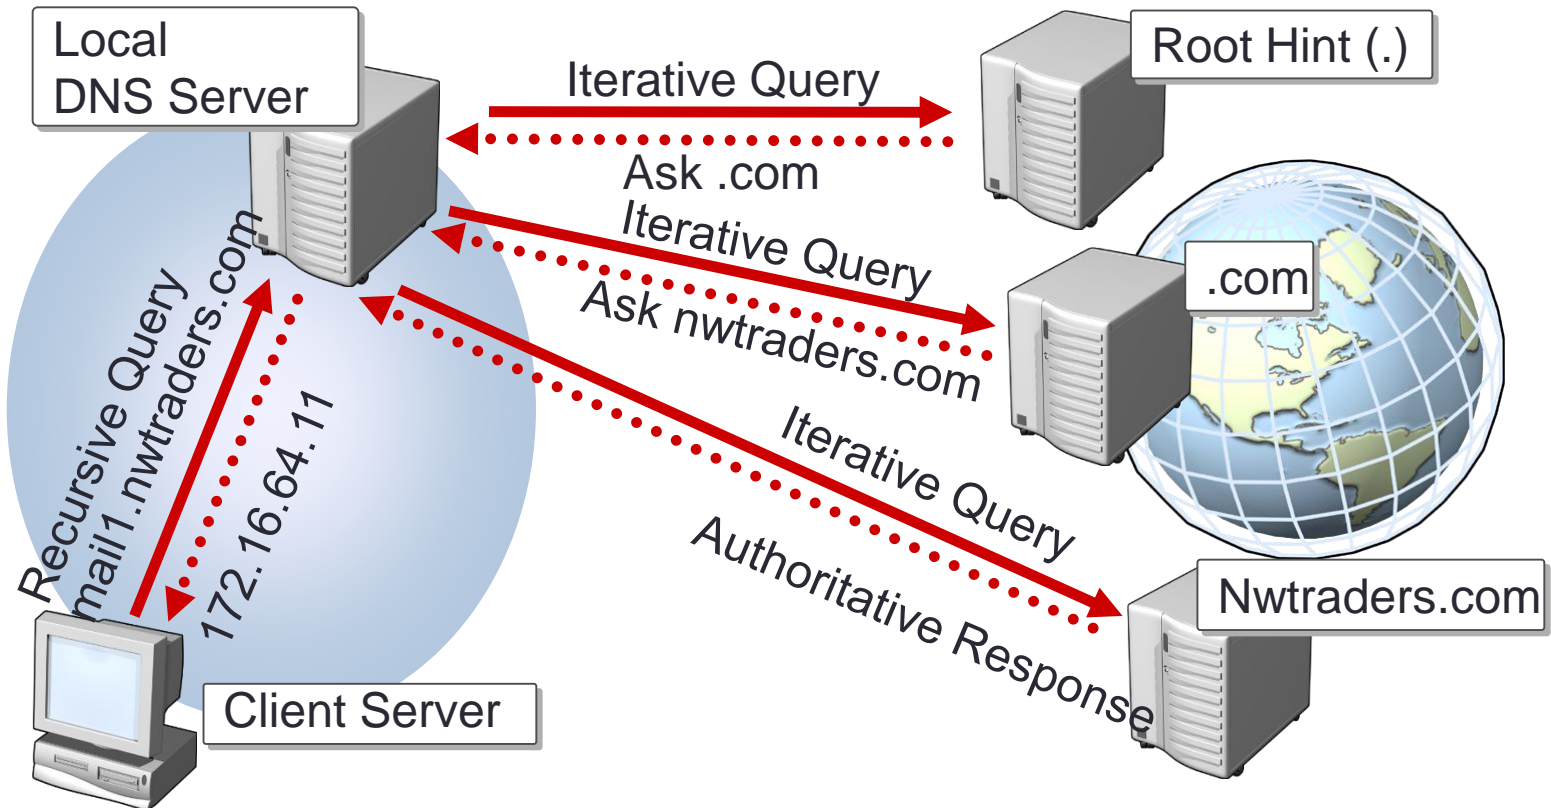 Local
DNS Server
Iterative Query
Root Hint (.)
Ask .com
Iterative Query
Ask nwtraders.com
.com
Recursive Query
mail1.nwtraders.com
172.16.64.11
Iterative Query
Authoritative Response
Nwtraders.com
Client Server